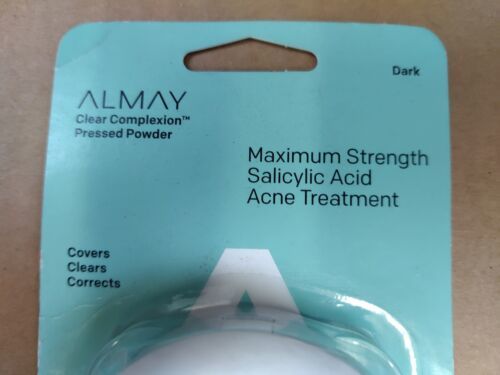 Dark
ALMAY
Clear Complexion™
Pressed Powder
Maximum Strength
Salicylic Acid
Acne Treatment
Covers
Clears
Corrects
A